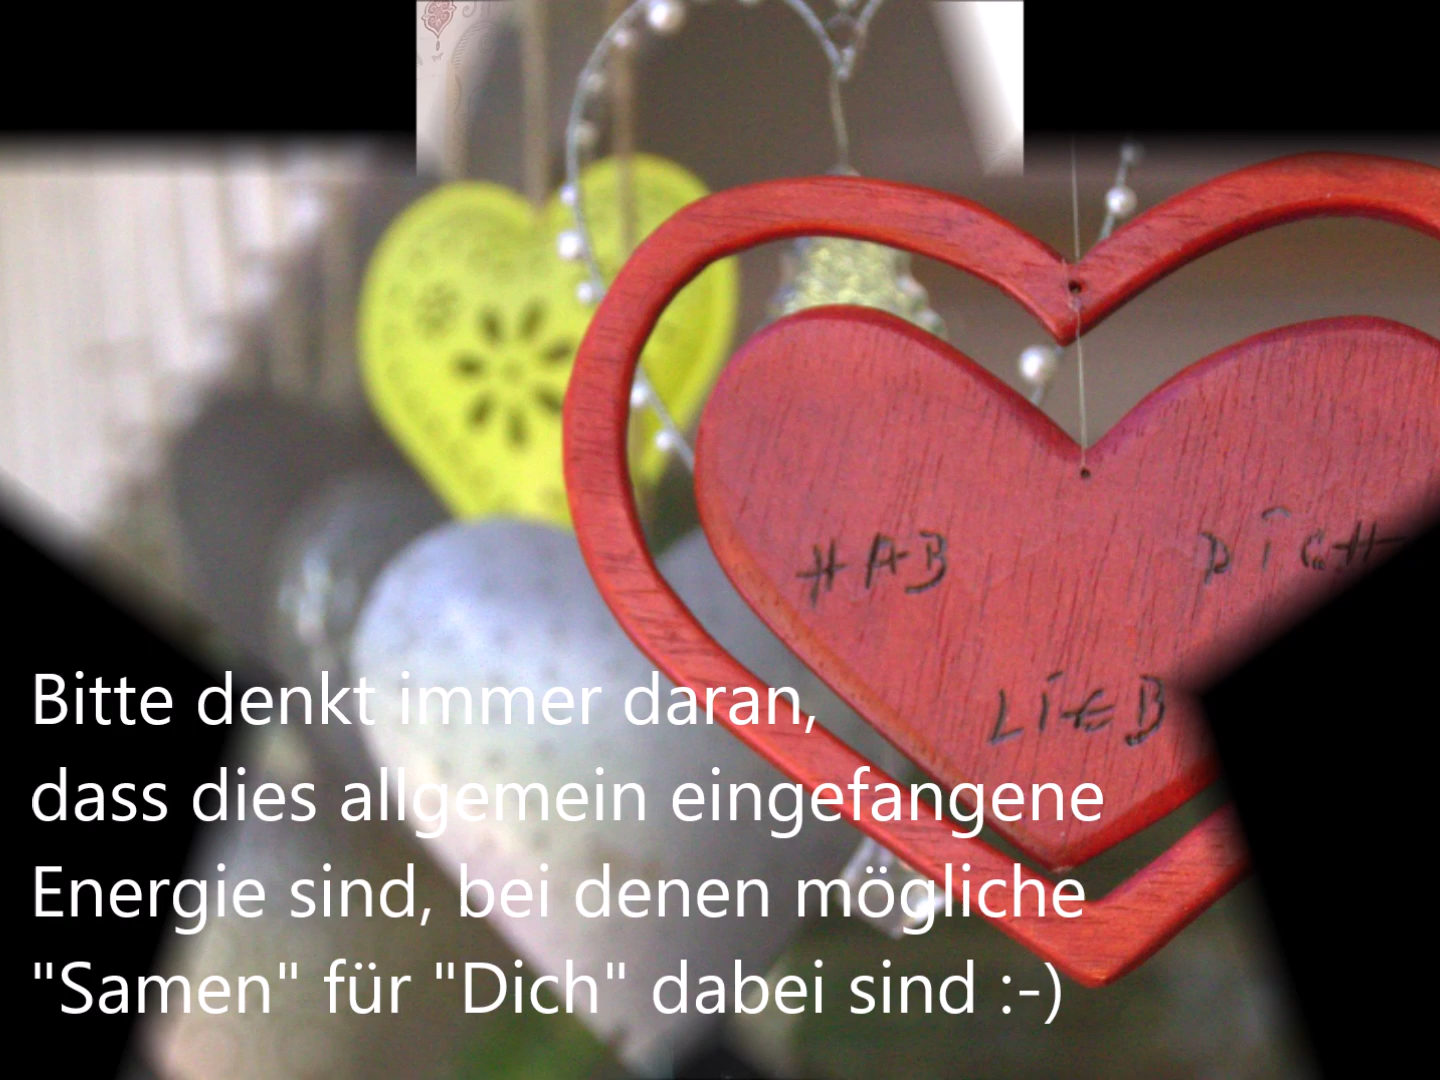 HAB DICH
LIEB
Bitte denkt immer daran,
dass dies allgemein eingefangene
Energie sind, bei denen mögliche
"Samen" für "Dich" dabei sind :-)